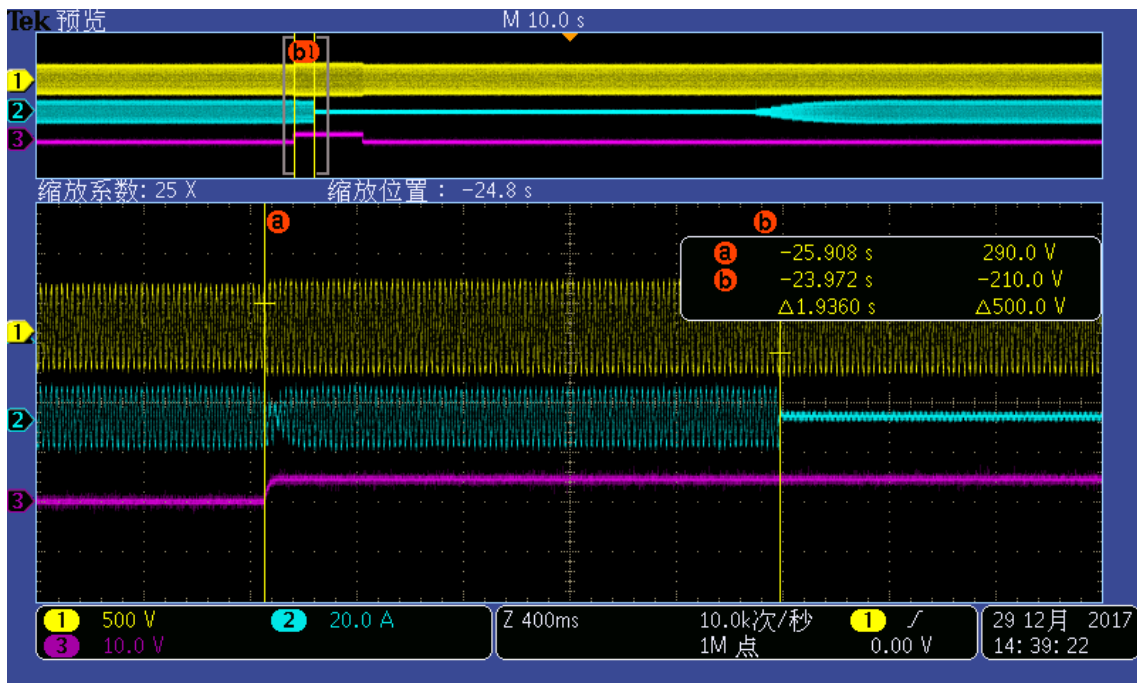 Tek 预览 M 10.0 s
b 1
1
2
3
缩放系数: 25 X 缩放位置: -24.8 s
a b
a -25.908 s 290.0 V
b -23.972 s -210.0 V
△1.9360 s △500.0 V
1
2
3
1 500 V 2 20.0 A Z 400ms 10.0k次/秒 1 29 12月 2017
3 10.0 V 1M 点 0.00 V 14:39:22